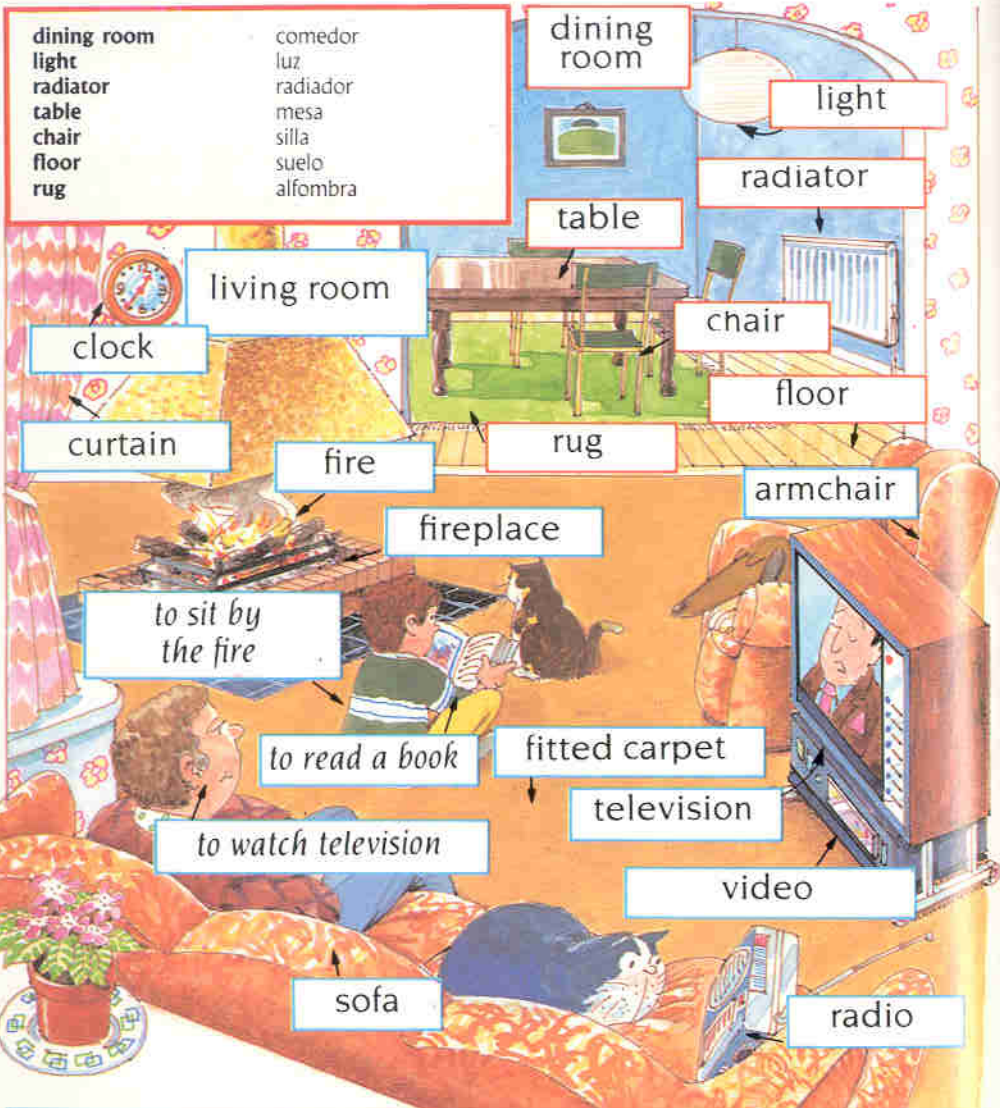 dining room comedor
light luz
radiator radiador
table mesa
chair silla
floor suelo
rug alfombra
dining
room
light
radiator
table
living room
chair
clock
floor
curtain
rug
fire
armchair
fireplace
to sit by
the fire
to read a book
fitted carpet
television
to watch television
video
sofa
radio